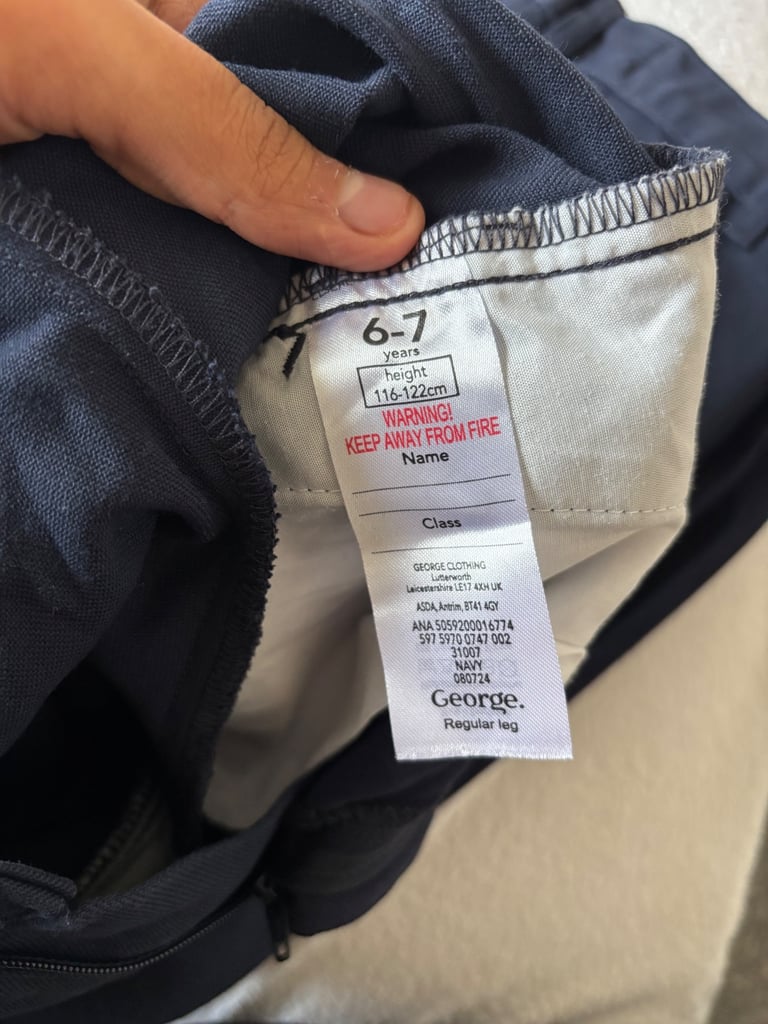 6-7
years
height
116-122cm
WARNING!
KEEP AWAY FROM FIRE
Name
Class
GEORGE CLOTHING
Lutterworth
Leicestershire LE17 4XH UK
ASDA, Antrim, BT41 4GY
ANA 5059200016774
597 5970 0747 002
31007
NAVY
080724
George.
Regular leg